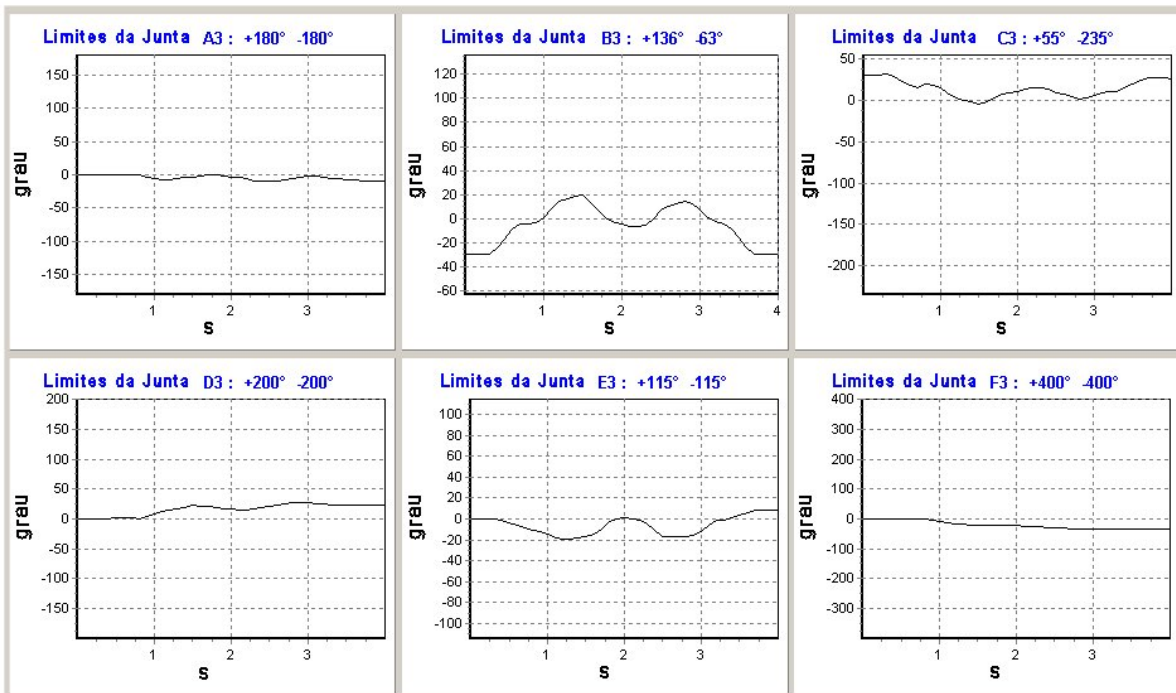 Limites da Junta A3 : +180° -180°
150
100
50
0
-50
-100
-150
grau
1 2 3
s
Limites da Junta B3 : +136° -63°
120
100
80
60
40
20
0
-20
-40
-60
grau
1 2 3 4
s
Limites da Junta C3 : +55° -235°
50
0
-50
-100
-150
-200
grau
1 2 3
s
Limites da Junta D3 : +200° -200°
200
150
100
50
0
-50
-100
-150
grau
1 2 3
s
Limites da Junta E3 : +115° -115°
100
80
60
40
20
0
-20
-40
-60
-80
-100
grau
1 2 3
s
Limites da Junta F3 : +400° -400°
400
300
200
100
0
-100
-200
-300
grau
1 2 3
s